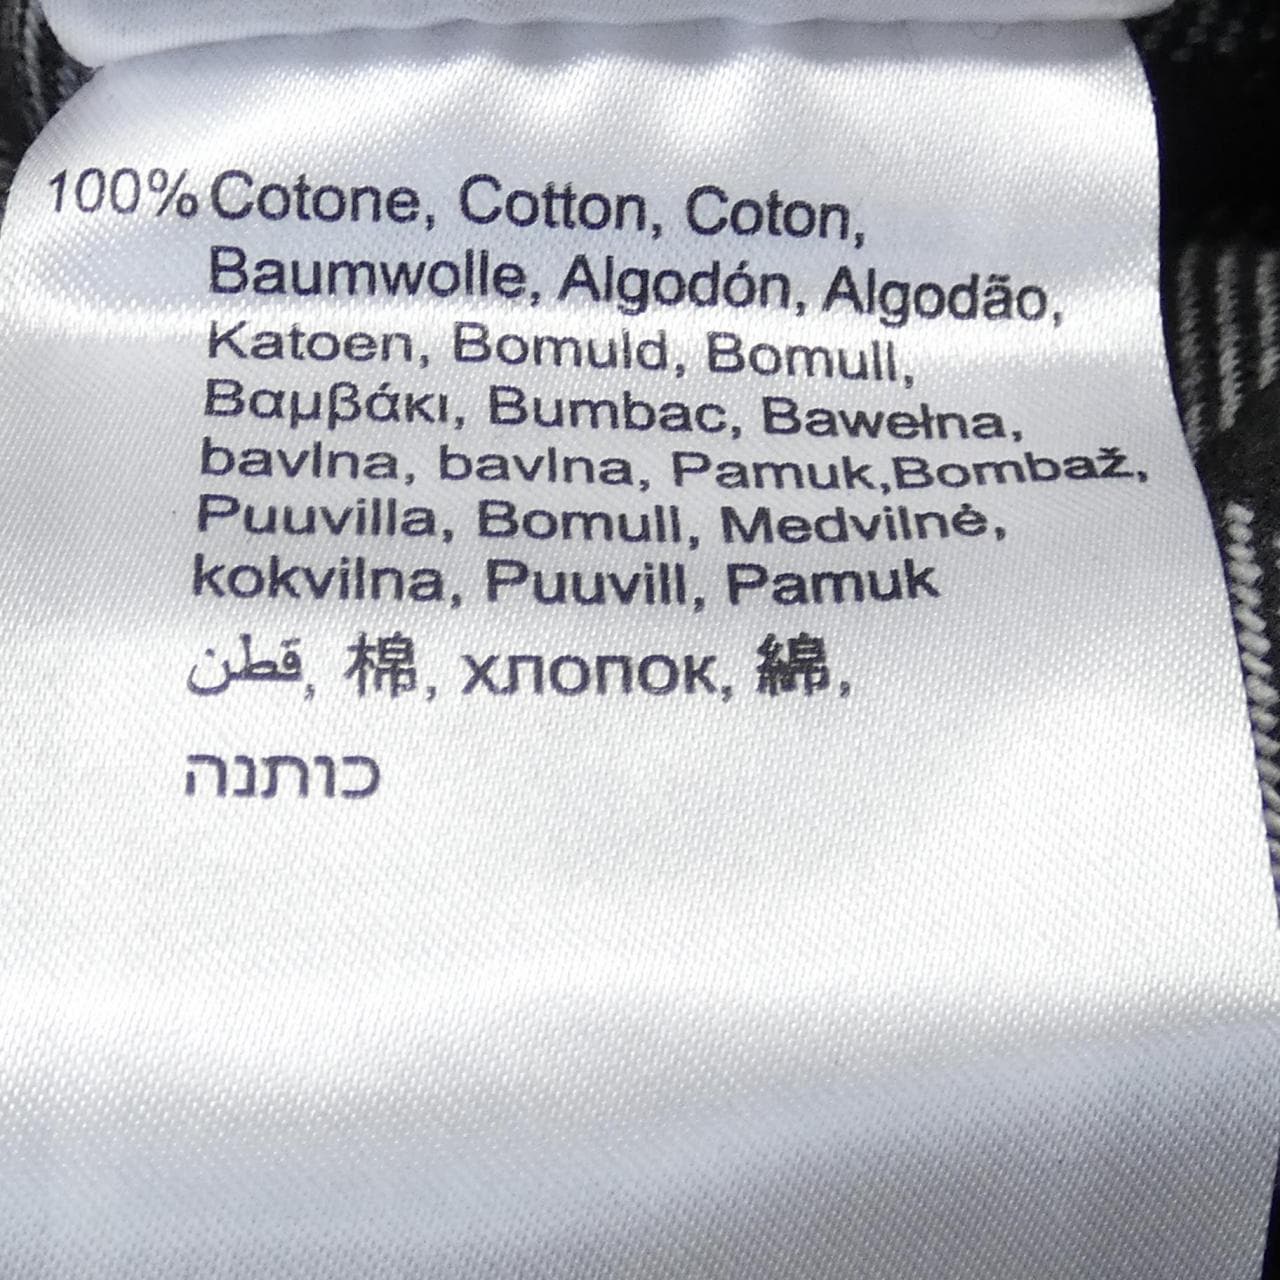 100% Cotone, Cotton, Coton,
Baumwolle, Algodón, Algodão,
Katoen, Bomuld, Bomull,
Βαμβάκι, Bumbac, Bawełna,
bavlna, bavlna, Pamuk,Bombaž,
Puuvilla, Bomull, Medvilnė,
kokvilna, Puuvill, Pamuk
قطن, 棉, хлопок, 綿,
כותנה